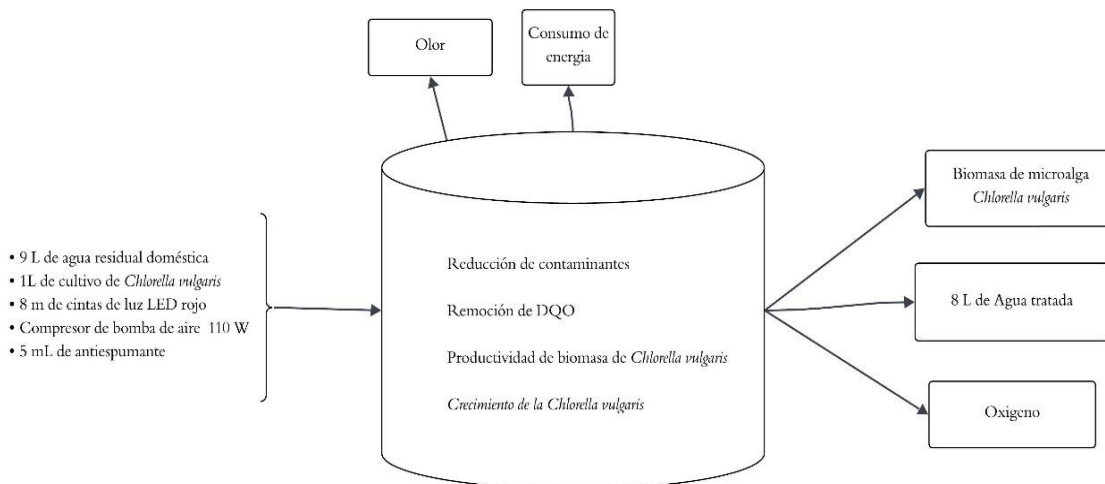 Olor
Consumo de
energia
• 9 L de agua residual doméstica
• 1L de cultivo de Chlorella vulgaris
• 8 m de cintas de luz LED rojo
• Compresor de bomba de aire 110 W
• 5 mL de antiespumante
Reducción de contaminantes
Remoción de DQO
Productividad de biomasa de Chlorella vulgaris
Crecimiento de la Chlorella vulgaris
Biomasa de microalga
Chlorella vulgaris
8 L de Agua tratada
Oxigeno